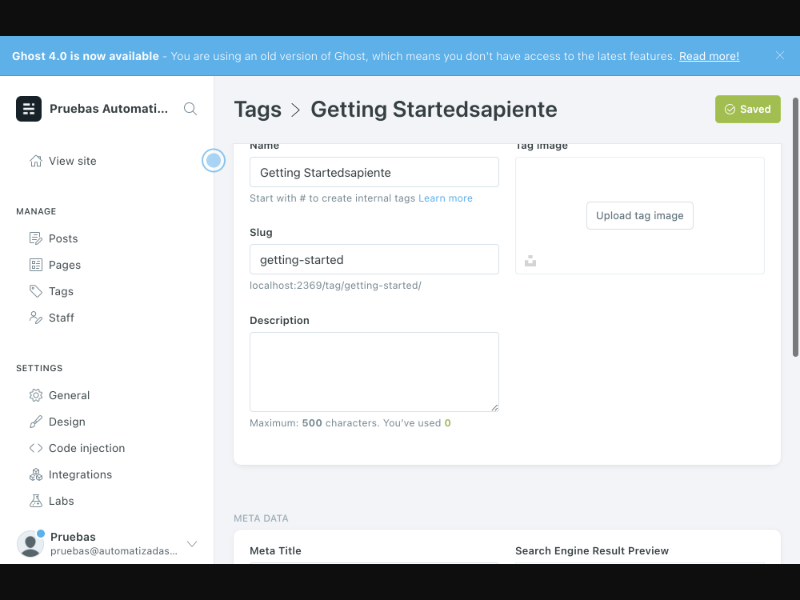 Ghost 4.0 is now available - You are using an old version of Ghost, which means you don't have access to the latest features. Read more!
Pruebas Automati...
View site
MANAGE
Posts
Pages
Tags
Staff
SETTINGS
General
Design
Code injection
Integrations
Labs
Pruebas
pruebas@automatizadas...
Tags > Getting Startedsapiente
Saved
Name
Getting Startedsapiente
Start with # to create internal tags Learn more
Slug
getting-started
localhost:2369/tag/getting-started/
Description
Maximum: 500 characters. You've used 0
Tag image
Upload tag image
META DATA
Meta Title
Search Engine Result Preview